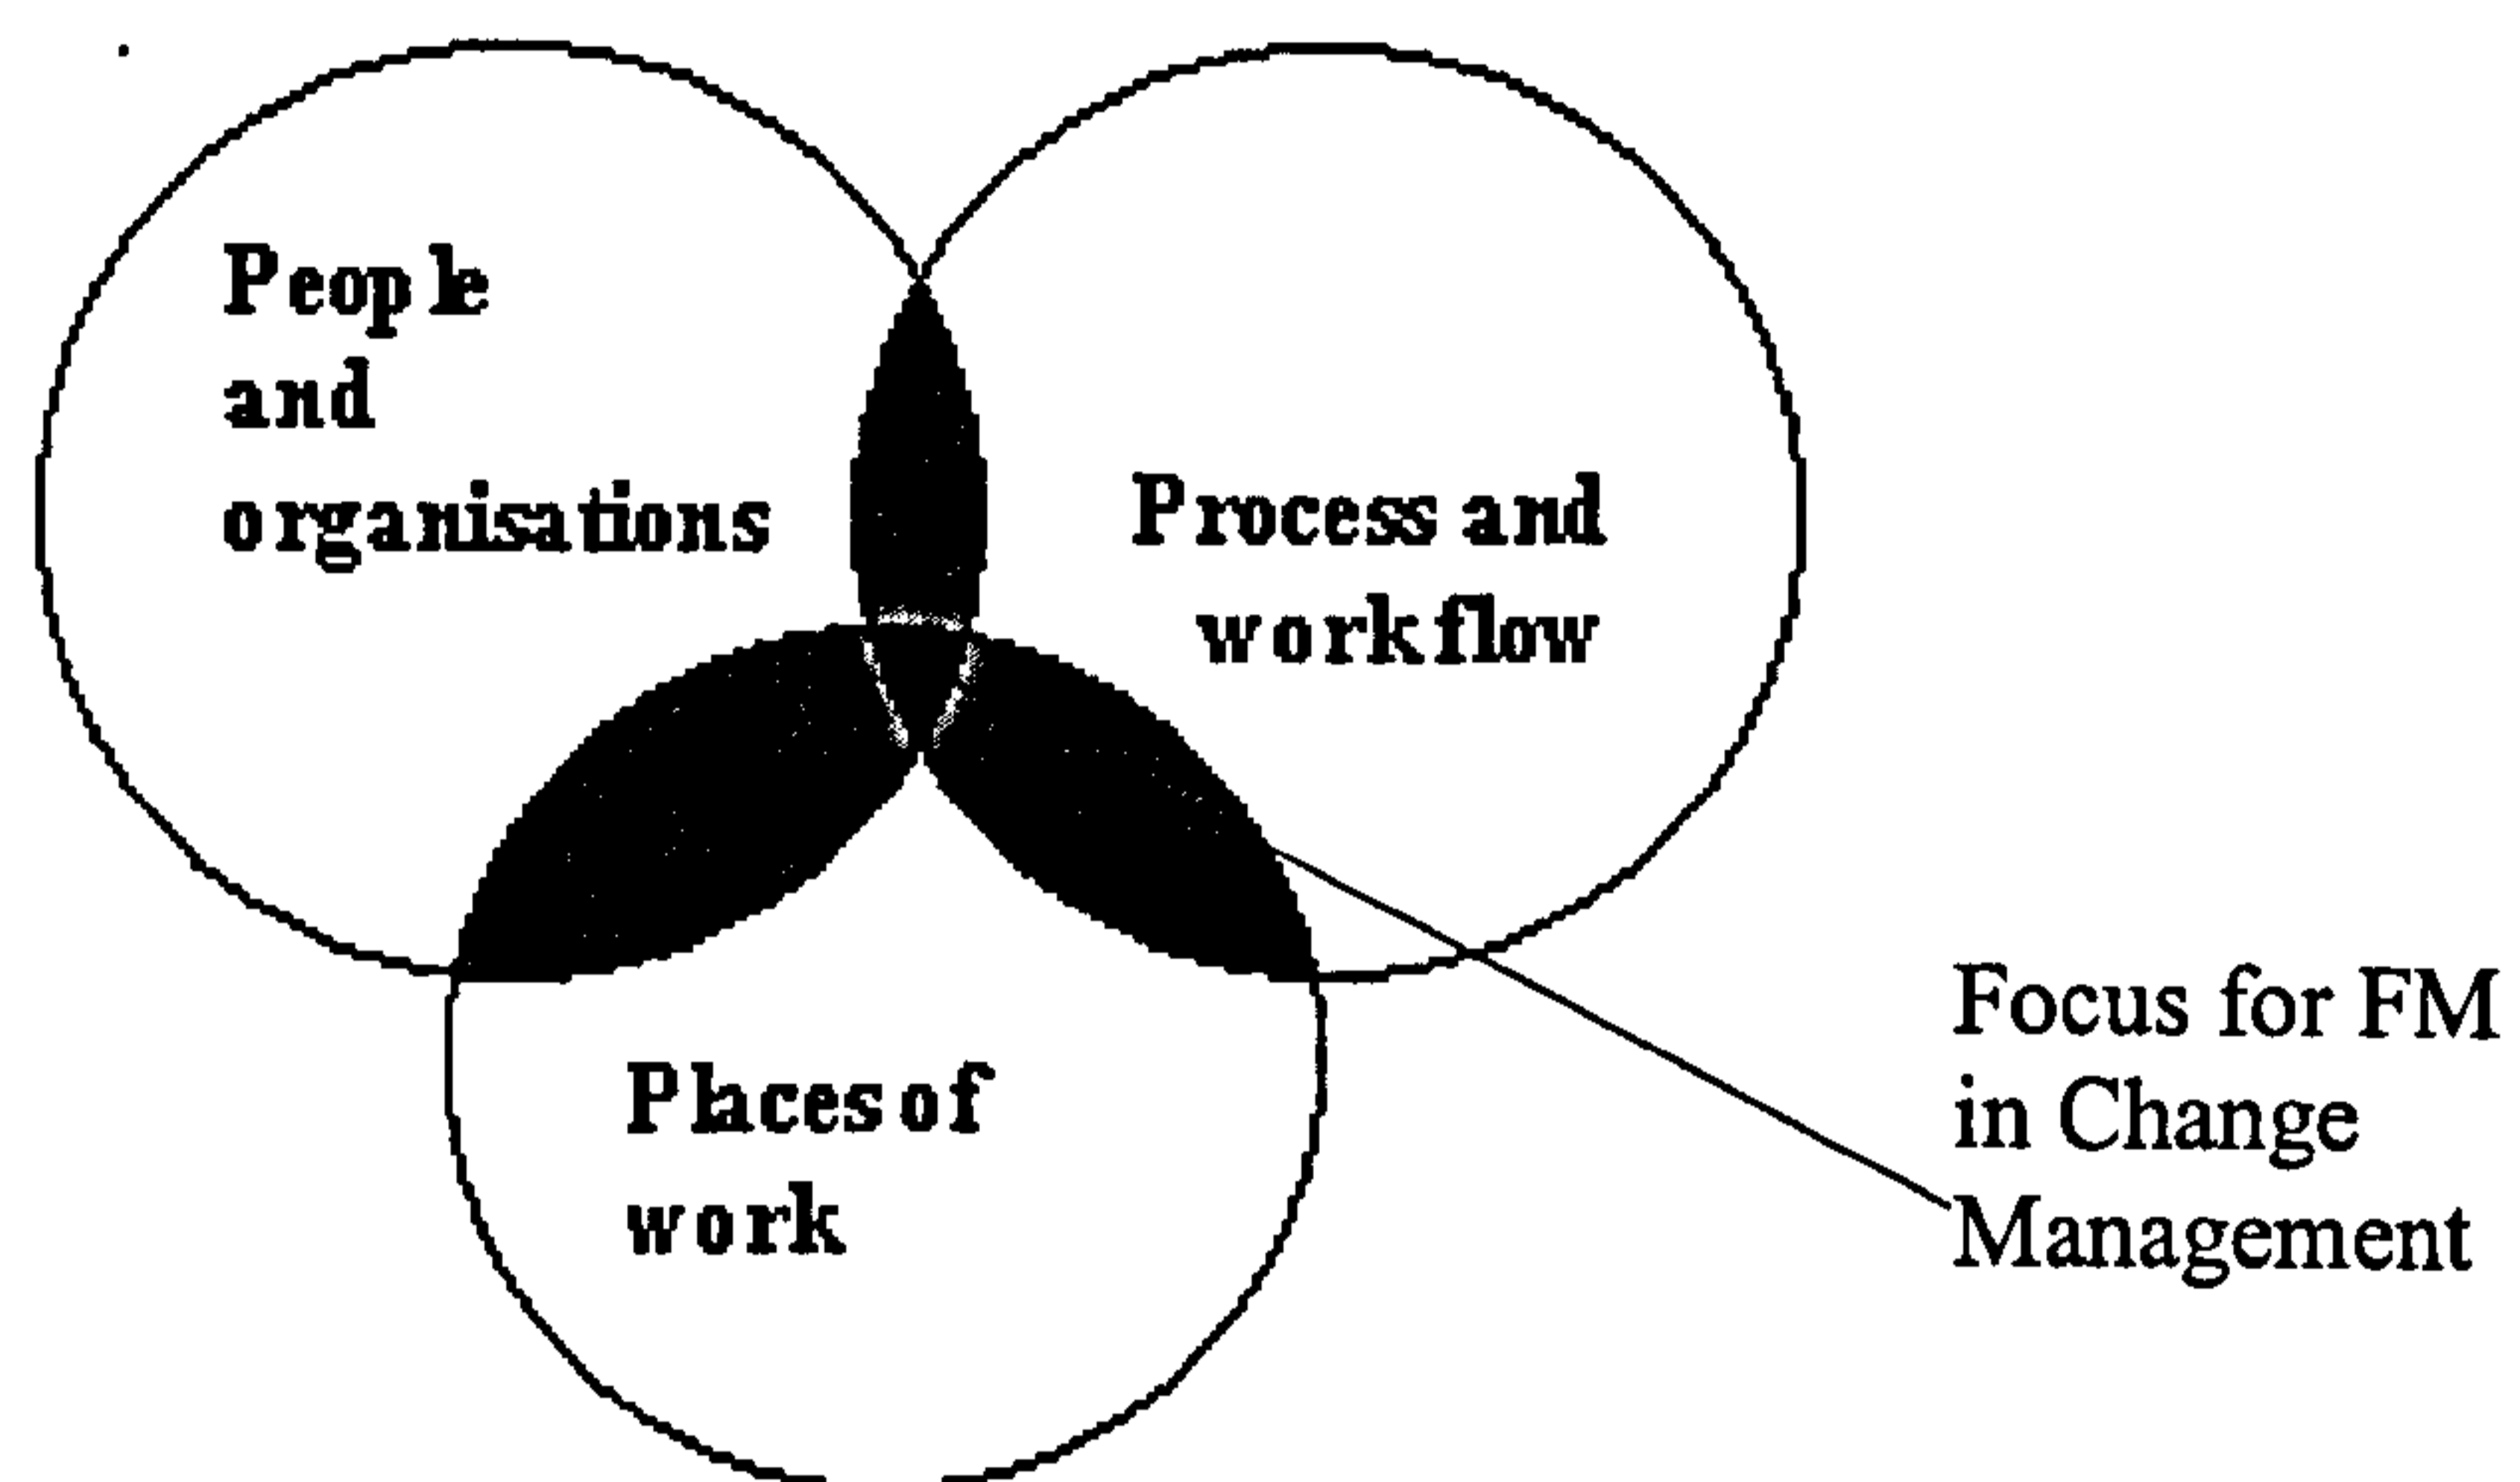 People
and
organisations
Process and
workflow
Places of
work
Focus for FM
in Change
Management